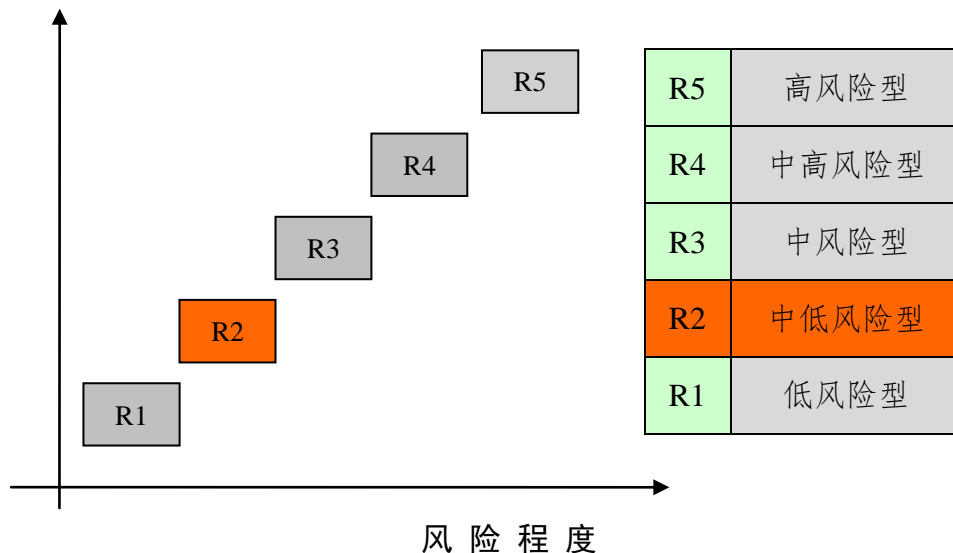 R5
R4
R3
R2
R1
风险程度
R5 高风险型
R4 中高风险型
R3 中风险型
R2 中低风险型
R1 低风险型